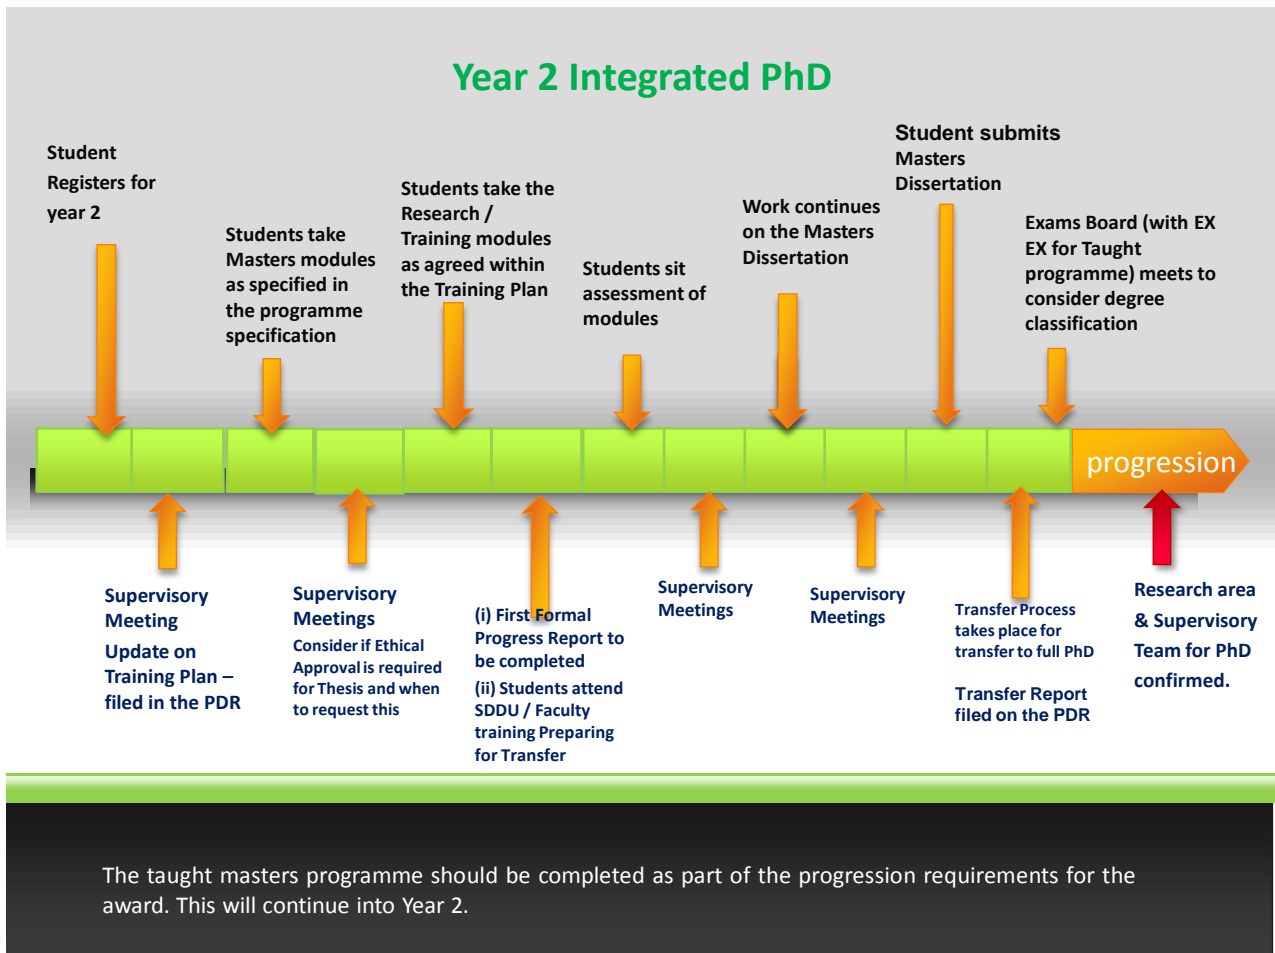 Year 2 Integrated PhD
Student
Registers for
year 2
Students take
Masters modules
as specified in
the programme
specification
Students take the
Research /
Training modules
as agreed within
the Training Plan
Students sit
assessment of
modules
Work continues
on the Masters
Dissertation
Student submits
Masters
Dissertation
Exams Board (with EX
EX for Taught
programme) meets to
consider degree
classification
progression
Supervisory
Meeting
Update on
Training Plan –
filed in the PDR
Supervisory
Meetings
Consider if Ethical
Approval is required
for Thesis and when
to request this
(i) First Formal
Progress Report to
be completed
(ii) Students attend
SDDU / Faculty
training Preparing
for Transfer
Supervisory
Meetings
Supervisory
Meetings
Transfer Process
takes place for
transfer to full PhD
Transfer Report
filed on the PDR
Research area
& Supervisory
Team for PhD
confirmed.
The taught masters programme should be completed as part of the progression requirements for the
award. This will continue into Year 2.